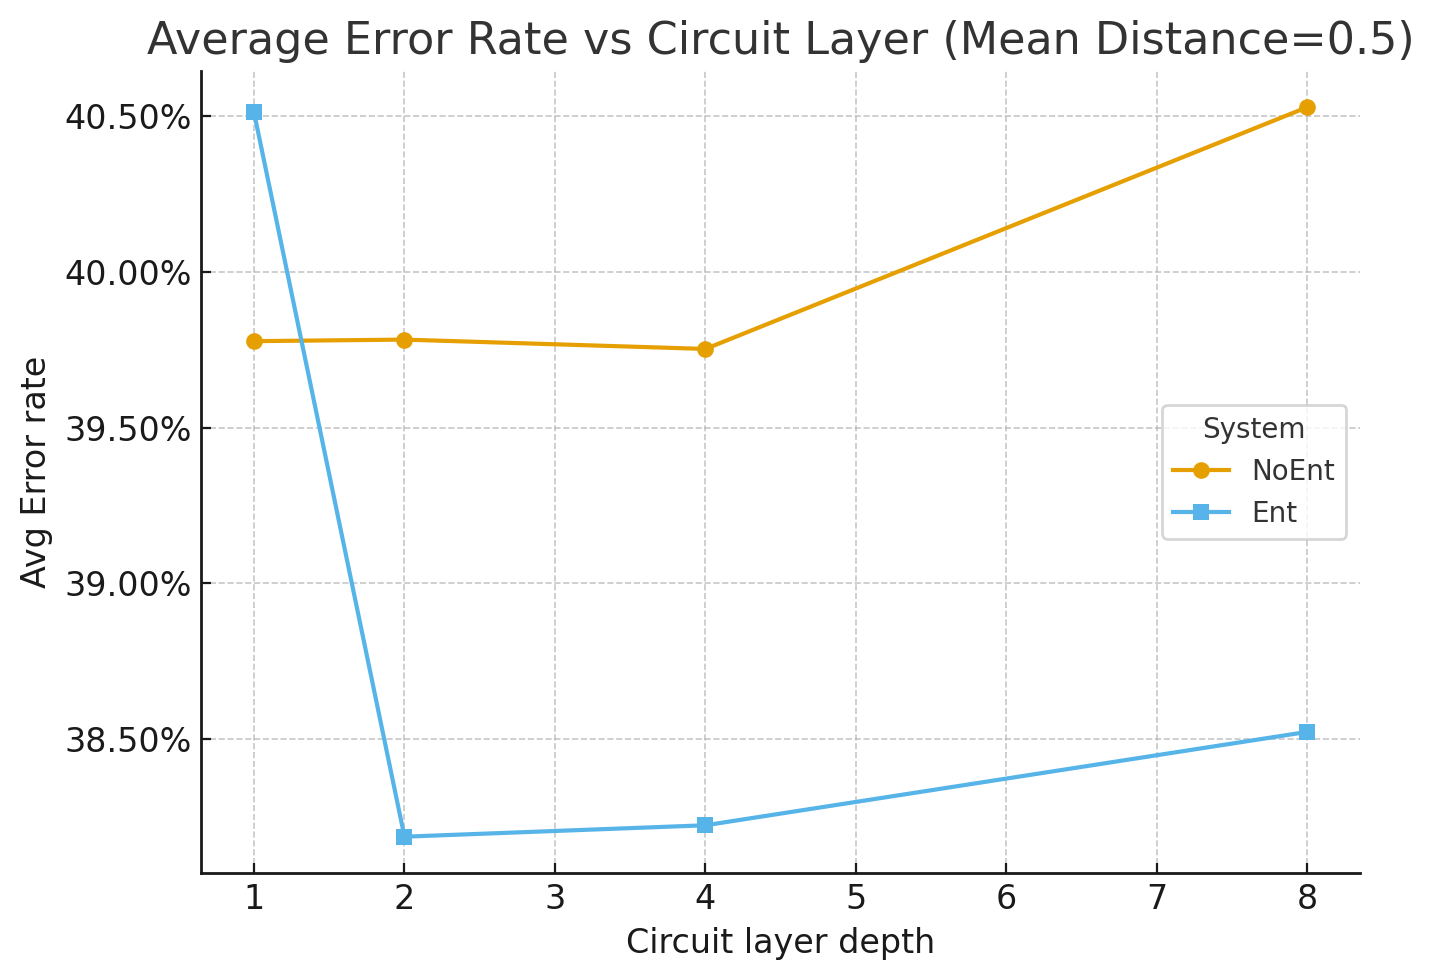 Average Error Rate vs Circuit Layer (Mean Distance=0.5)
40.50%
40.00%
39.50%
39.00%
38.50%
Avg Error rate
System
NoEnt
Ent
1 2 3 4 5 6 7 8
Circuit layer depth